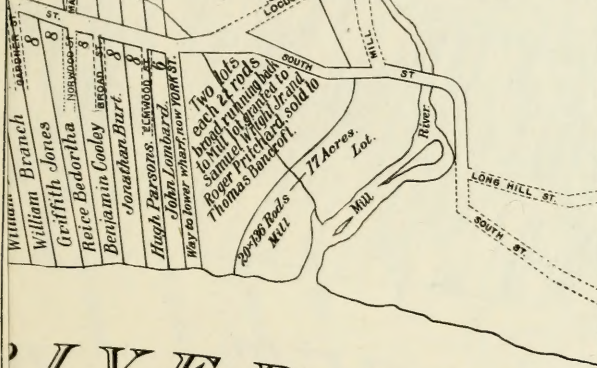 ST.
GARDNER ST.
NORWOOD ST.
BROAD ST.
8
8
8
8
8
8
6
William
William Branch
Griffith Jones
Reice Bedortha
Benjamin Cooley
Jonathan Burt.
Hugh Parsons.
ELMWOOD ST.
John Lombard.
Way to lower wharf, now YORK ST.
Two lots
each 21 rods
broad running back
to Mill lot granted to
Samuel Wright Jr and
Roger Pritchard, sold to
Thomas Bancroft.
LOCU
MILL
SOUTH ST
17 Acres.
Lot.
20×136 Rods
Mill
Mill
River
LONG HILL ST.
SOUTH ST.
RIVER